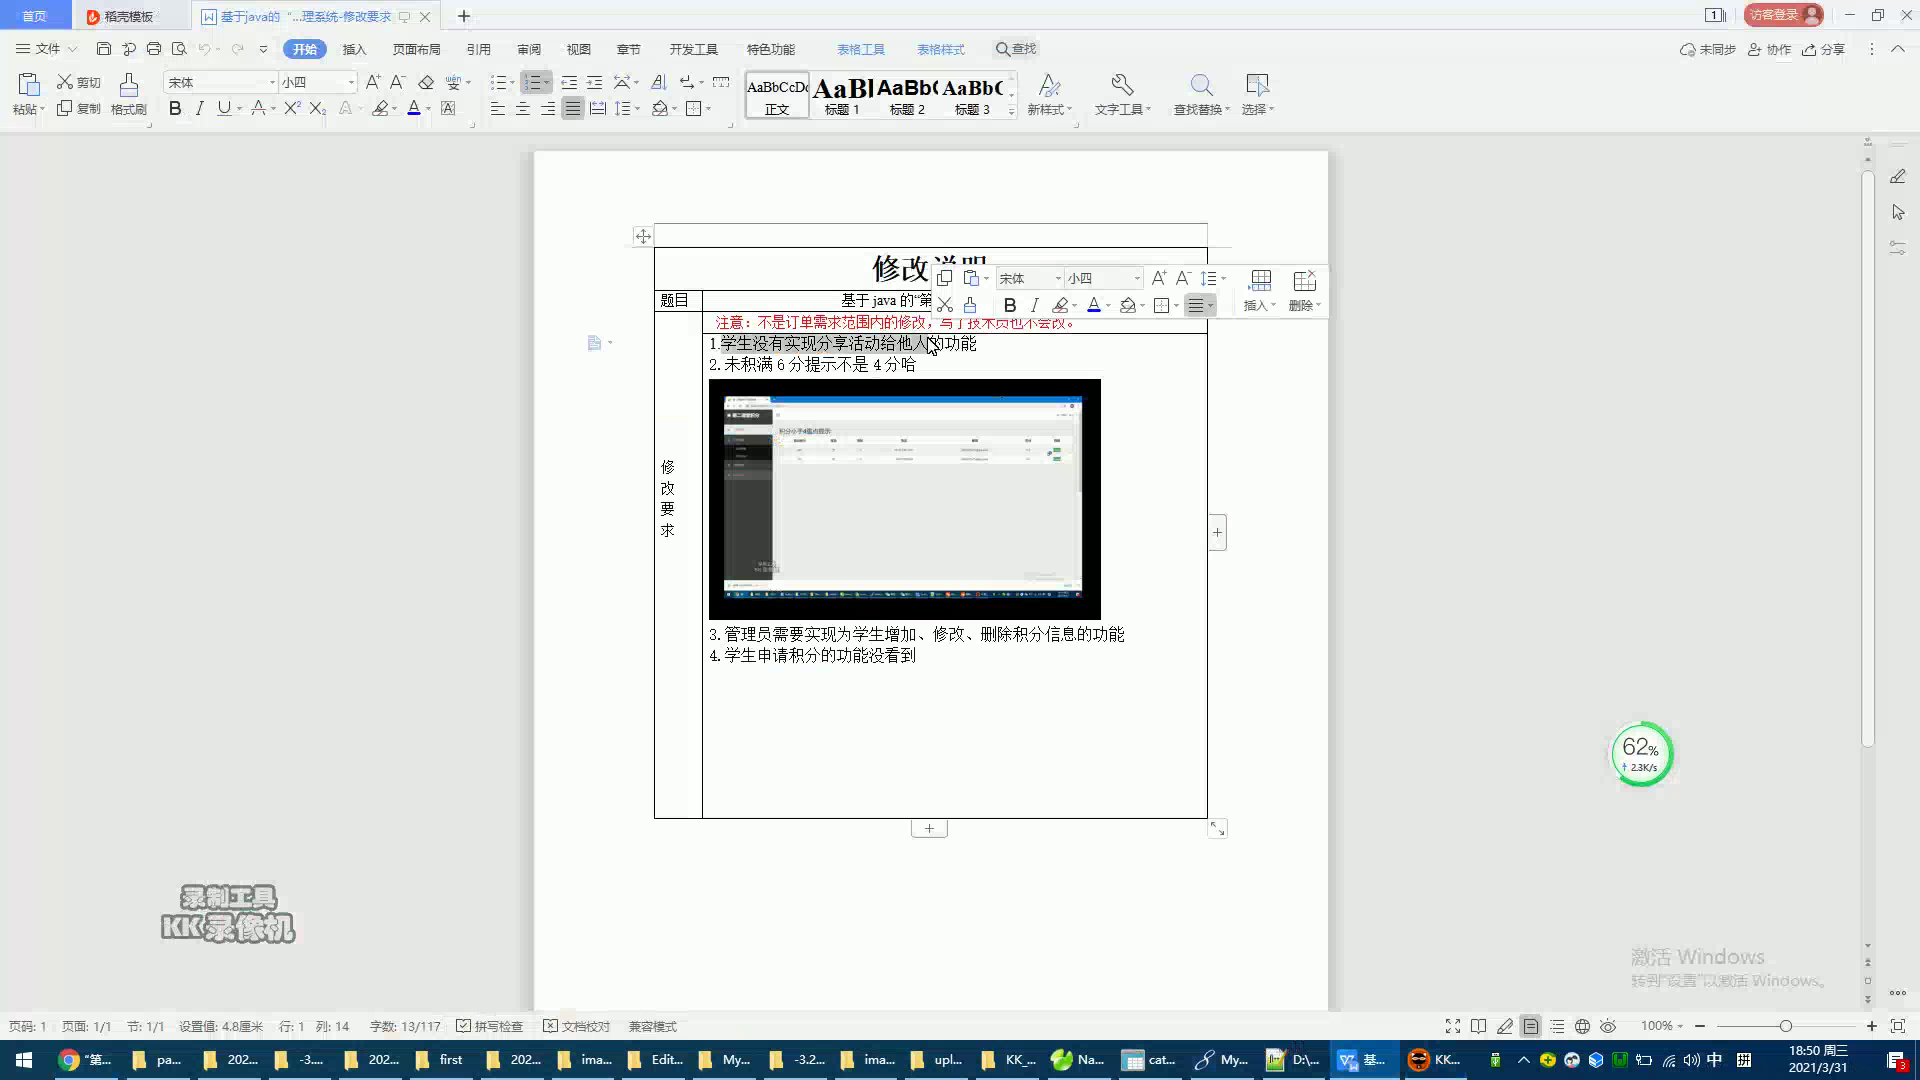 首页
稻壳模板
基于java的 “...理系统-修改要求
访客登录
文件
开始
插入
页面布局
引用
审阅
视图
章节
开发工具
特色功能
表格工具
表格样式
查找
未同步
协作
分享
粘贴
剪切
复制
格式刷
宋体
小四
AaBbCcDc
正文
标题 1
标题 2
标题 3
新样式
文字工具
查找替换
选择
修改说明
宋体
小四
插入
删除
题目
基于 java 的“第
注意：不是订单需求范围内的修改，写了技术员也不会改。
1.学生没有实现分享活动给他人的功能
2.未积满 6 分提示不是 4 分哈
修
改
要
求
3.管理员需要实现为学生增加、修改、删除积分信息的功能
4.学生申请积分的功能没看到
62%
2.3K/s
录制工具
KK录像机
激活 Windows
转到“设置”以激活 Windows。
页码: 1
页面: 1/1
节: 1/1
设置值: 4.8厘米
行: 1
列: 14
字数: 13/117
拼写检查
文档校对
兼容模式
100%
“第...
pa...
202...
-3....
202...
first
202...
ima...
Edit...
My...
-3.2...
ima...
upl...
KK_...
Na...
cat...
My...
D:\...
基...
KK...
中
拼
18:50 周三
2021/3/31